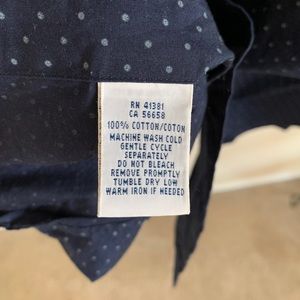 RN 41381
CA 56658
100% COTTON/COTON
MACHINE WASH COLD
GENTLE CYCLE
SEPARATELY
DO NOT BLEACH
REMOVE PROMPTLY
TUMBLE DRY LOW
WARM IRON IF NEEDED